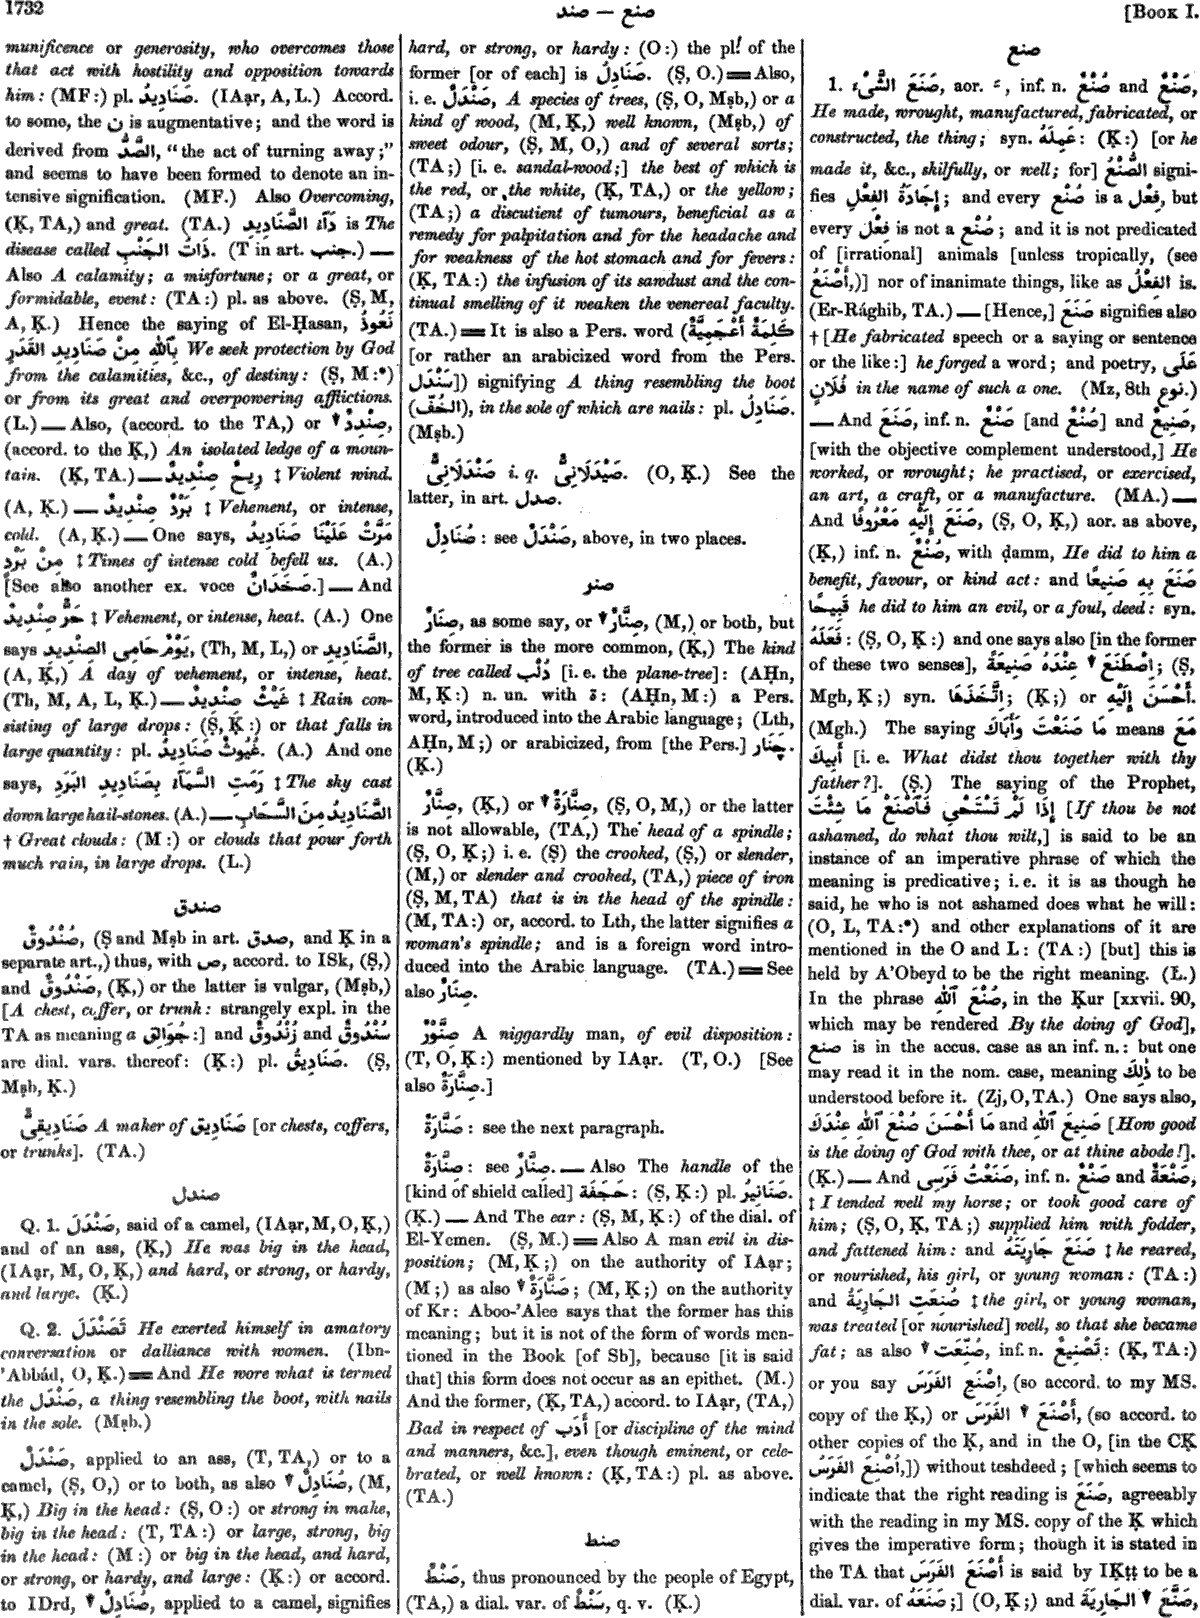 1732
صنع — صند
[Book I.
munificence or generosity, who overcomes those
that act with hostility and opposition towards
him: (MF:) pl. صَنَادِيدُ. (IAạr, A, L.) Accord.
to some, the ن is augmentative; and the word is
derived from الصَّدُّ, “the act of turning away;”
and seems to have been formed to denote an in-
tensive signification. (MF.) Also Overcoming,
(Ḳ, TA,) and great. (TA.) دَآءُ الصَّنَادِيدِ is The
disease called ذَاتُ الجَنْبِ. (T in art. جنب.) —
Also A calamity; a misfortune; or a great, or
formidable, event: (TA:) pl. as above. (Ṣ, M,
A, Ḳ.) Hence the saying of El-Ḥasan, نَعُوذُ
بِٱللّٰهِ مِنْ صَنَادِيدِ القَدَرِ We seek protection by God
from the calamities, &c., of destiny: (Ṣ, M:*)
or from its great and overpowering afflictions.
(L.) — Also, (accord. to the TA,) or ▾ صِنْدِدٌ,
(accord. to the Ḳ,) An isolated ledge of a moun-
tain. (Ḳ, TA.) — رِيحٌ صِنْدِيدٌ ‡ Violent wind.
(A, Ḳ.) — بَرْدٌ صِنْدِيدٌ ‡ Vehement, or intense,
cold. (A, Ḳ.) — One says, مَرَّتْ عَلَيْنَا صَنَادِيدُ
مِنْ بَرْدٍ ‡ Times of intense cold befell us. (A.)
[See also another ex. voce صَخَدَانٌ.] — And
حَرٌّ صِنْدِيدٌ ‡ Vehement, or intense, heat. (A.) One
says يَوْمٌ حَامِى الصِّنْدِيدِ, (Th, M, L,) or الصَّنَادِيدِ,
(A, Ḳ,) A day of vehement, or intense, heat.
(Th, M, A, L, Ḳ.) — غَيْثٌ صِنْدِيدٌ ‡ Rain con-
sisting of large drops: (Ṣ, Ḳ:) or that falls in
large quantity: pl. غُيُوثٌ صَنَادِيدُ. (A.) And one
says, رَمَتِ السَّمَآءُ بِصَنَادِيدِ البَرَدِ ‡ The sky cast
down large hail-stones. (A.) — الصَّنَادِيدُ مِنَ السَّحَابِ
† Great clouds: (M:) or clouds that pour forth
much rain, in large drops. (L.)
صندق
صُنْدُوقٌ, (Ṣ and Mṣb in art. صدق, and Ḳ in a
separate art.,) thus, with ص, accord. to ISk, (Ṣ,)
and صَنْدُوقٌ, (Ḳ,) or the latter is vulgar, (Mṣb,)
[A chest, coffer, or trunk: strangely expl. in the
TA as meaning a جُوَالِق:] and زُنْدُوقٌ and سُنْدُوقٌ
are dial. vars. thereof: (Ḳ:) pl. صَنَادِيقُ. (Ṣ,
Mṣb, Ḳ.)
صَنَادِيقِىٌّ A maker of صَنَادِيق [or chests, coffers,
or trunks]. (TA.)
صندل
Q. 1. صَنْدَلَ, said of a camel, (IAạr, M, O, Ḳ,)
and of an ass, (Ḳ,) He was big in the head,
(IAạr, M, O, Ḳ,) and hard, or strong, or hardy,
and large. (Ḳ.)
Q. 2. تَصَنْدَلَ He exerted himself in amatory
conversation or dalliance with women. (Ibn-
’Abbád, O, Ḳ.) ═ And He wore what is termed
the صَنْدَل, a thing resembling the boot, with nails
in the sole. (Mṣb.)
صَنْدَلٌ, applied to an ass, (T, TA,) or to a
camel, (Ṣ, O,) or to both, as also ▾ صُنَادِلٌ, (M,
Ḳ,) Big in the head: (Ṣ, O:) or strong in make,
big in the head: (T, TA:) or large, strong, big
in the head: (M:) or big in the head, and hard,
or strong, or hardy, and large: (Ḳ:) or accord.
to IDrd, ▾ صُنَادِلٌ, applied to a camel, signifies
hard, or strong, or hardy: (O:) the pl. of the
former [or of each] is صَنَادِلُ. (Ṣ, O.) ═ Also,
i. e. صَنْدَلٌ, A species of trees, (Ṣ, O, Mṣb,) or a
kind of wood, (M, Ḳ,) well known, (Mṣb,) of
sweet odour, (Ṣ, M, O,) and of several sorts;
(TA;) [i. e. sandal-wood;] the best of which is
the red, or the white, (Ḳ, TA,) or the yellow;
(TA;) a discutient of tumours, beneficial as a
remedy for palpitation and for the headache and
for weakness of the hot stomach and for fevers:
(Ḳ, TA:) the infusion of its sawdust and the con-
tinual smelling of it weaken the venereal faculty.
(TA.) ═ It is also a Pers. word (كَلِمَةٌ أَعْجَمِيَّةٌ
[or rather an arabicized word from the Pers.
سَنْدَل]) signifying A thing resembling the boot
(الخُفّ), in the sole of which are nails: pl. صَنَادِلُ.
(Mṣb.)
صَنْدَلَانِىٌّ i. q. صَيْدَلَانِىٌّ. (O, Ḳ.) See the
latter, in art. صدل.
صُنَادِلٌ: see صَنْدَلٌ, above, in two places.
صنر
صِنَارٌ, as some say, or ▾ صِنَّارٌ, (M,) or both, but
the former is the more common, (Ḳ,) The kind
of tree called دُلْب [i. e. the plane-tree]: (AḤn,
M, Ḳ:) n. un. with ة: (AḤn, M:) a Pers.
word, introduced into the Arabic language; (Lth,
AḤn, M;) or arabicized, from [the Pers.] چِنَار.
(Ḳ.)
صِنَّارٌ, (Ḳ,) or ▾ صِنَّارَةٌ, (Ṣ, O, M,) or the latter
is not allowable, (TA,) The head of a spindle;
(Ṣ, O, Ḳ;) i. e. (Ṣ) the crooked, (Ṣ,) or slender,
(M,) or slender and crooked, (TA,) piece of iron
(Ṣ, M, TA) that is in the head of the spindle:
(M, TA:) or, accord. to Lth, the latter signifies a
woman's spindle; and is a foreign word intro-
duced into the Arabic language. (TA.) ═ See
also صِنَارٌ.
صِنَّوْرٌ A niggardly man, of evil disposition:
(T, O, Ḳ:) mentioned by IAạr. (T, O.) [See
also صِنَّارَةٌ.]
صَنَّارَةٌ: see the next paragraph.
صِنَّارَةٌ: see صِنَّارٌ. — Also The handle of the
[kind of shield called] حَجَفَة: (Ṣ, Ḳ:) pl. صَنَانِيرُ.
(Ḳ.) — And The ear: (Ṣ, M, Ḳ:) of the dial. of
El-Yemen. (Ṣ, M.) ═ Also A man evil in dis-
position; (M, Ḳ;) on the authority of IAạr;
(M;) as also ▾ صَنَّارَةٌ; (M, Ḳ;) on the authority
of Kr: Aboo-’Alee says that the former has this
meaning; but it is not of the form of words men-
tioned in the Book [of Sb], because [it is said
that] this form does not occur as an epithet. (M.)
And the former, (Ḳ, TA,) accord. to IAạr, (TA,)
Bad in respect of أَدَب [or discipline of the mind
and manners, &c.], even though eminent, or cele-
brated, or well known: (Ḳ, TA:) pl. as above.
(TA.)
صنط
صَنْطٌ, thus pronounced by the people of Egypt,
(TA,) a dial. var. of سَنْطٌ, q. v. (Ḳ.)
صنع
1. صَنَعَ الشَّىْءَ, aor. ـَ, inf. n. صُنْعٌ and صَنْعٌ,
He made, wrought, manufactured, fabricated, or
constructed, the thing; syn. عَمِلَهُ: (Ḳ:) [or he
made it, &c., skilfully, or well; for] الصُّنْعُ signi-
fies إِجَادَةُ الفِعْلِ; and every صُنْع is a فِعْل, but
every فِعْل is not a صُنْع; and it is not predicated
of [irrational] animals [unless tropically, (see
أَصْنَعُ,)] nor of inanimate things, like as الفِعْلُ is.
(Er-Rághib, TA.) — [Hence,] صَنَعَ signifies also
† [He fabricated speech or a saying or sentence
or the like:] he forged a word; and poetry, عَلَى
فُلَانٍ in the name of such a one. (Mz, 8th نوع.)
— And صَنَعَ, inf. n. صَنْعٌ [and صُنْعٌ] and صَنِيعٌ,
[with the objective complement understood,] He
worked, or wrought; he practised, or exercised,
an art, a craft, or a manufacture. (MA.) —
And صَنَعَ إِلَيْهِ مَعْرُوفًا, (Ṣ, O, Ḳ,) aor. as above,
(Ḳ,) inf. n. صُنْعٌ, with ḍamm, He did to him a
benefit, favour, or kind act: and صَنَعَ بِهِ صَنِيعًا
قَبِيحًا he did to him an evil, or a foul, deed: syn.
فَعَلَهُ: (Ṣ, O, Ḳ:) and one says also [in the former
of these two senses], ▾ اِصْطَنَعَ عِنْدَهُ صَنِيعَةً; (Ṣ,
Mgh, Ḳ;) syn. اِتَّخَذَهَا; (Ḳ;) or أَحْسَنَ إِلَيْهِ.
(Mgh.) The saying مَا صَنَعْتَ وَأَبَاكَ means مَعَ
أَبِيكَ [i. e. What didst thou together with thy
father?]. (Ṣ.) The saying of the Prophet,
إِذَا لَمْ تَسْتَحْىِ فَٱصْنَعْ مَا شِئْتَ [If thou be not
ashamed, do what thou wilt,] is said to be an
instance of an imperative phrase of which the
meaning is predicative; i. e. it is as though he
said, he who is not ashamed does what he will:
(O, L, TA:*) and other explanations of it are
mentioned in the O and L: (TA:) [but] this is
held by A’Obeyd to be the right meaning. (L.)
In the phrase صُنْعَ ٱللّٰهِ, in the Ḳur [xxvii. 90,
which may be rendered By the doing of God],
صنع is in the accus. case as an inf. n.: but one
may read it in the nom. case, meaning ذٰلِكَ to be
understood before it. (Zj, O, TA.) One says also,
مَا أَحْسَنَ صُنْعَ ٱللّٰهِ عِنْدَكَ and صَنِيعَ ٱللّٰهِ [How good
is the doing of God with thee, or at thine abode!].
(Ḳ.) — And صَنَعْتُ فَرَسِى, inf. n. صَنْعٌ and صَنْعَةٌ,
‡ I tended well my horse; or took good care of
him; (Ṣ, O, Ḳ, TA;) supplied him with fodder,
and fattened him: and صَنَعَ جَارِيَتَهُ ‡ he reared,
or nourished, his girl, or young woman: (TA:)
and صُنِعَتِ الجَارِيَةُ ‡ the girl, or young woman,
was treated [or nourished] well, so that she became
fat; as also ▾ صُنِّعَت, inf. n. تَصْنِيعٌ: (Ḳ, TA:)
or you say اِصْنَعِ الفَرَسَ, (so accord. to my MS.
copy of the Ḳ,) or ▾ أَصْنَعَ الفَرَسَ, (so accord. to
other copies of the Ḳ, and in the O, [in the CḲ
أَصْنِعِ الفَرَسَ,]) without teshdeed; [which seems to
indicate that the right reading is صَنَعَ, agreeably
with the reading in my MS. copy of the Ḳ which
gives the imperative form; though it is stated in
the TA that أَصْنَعَ الفَرَسَ is said by IḲṭṭ to be a
dial. var. of صَنَعَهُ;] (O, Ḳ;) and ▾ صَنَّعَ الجَارِيَةَ,